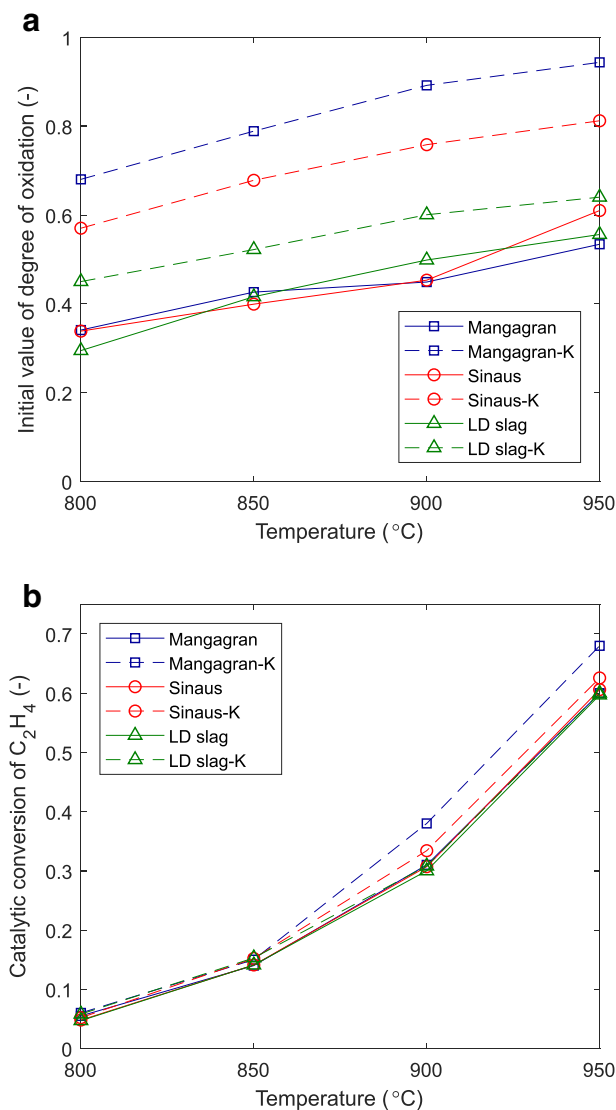 a
1
0.8
0.6
0.4
0.2
0
Initial value of degree of oxidation (-)
Mangagran
Mangagran-K
Sinaus
Sinaus-K
LD slag
LD slag-K
800
850
900
950
Temperature (°C)
b
0.7
0.6
0.5
0.4
0.3
0.2
0.1
0
Catalytic conversion of C2H4 (-)
Mangagran
Mangagran-K
Sinaus
Sinaus-K
LD slag
LD slag-K
800
850
900
950
Temperature (°C)